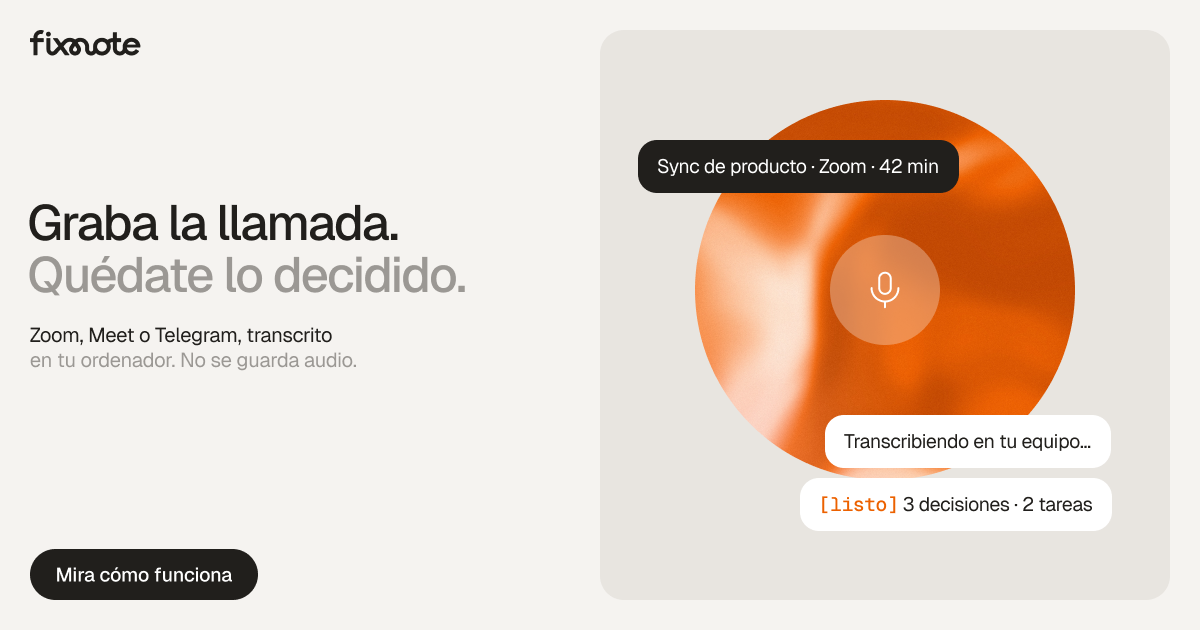 fixnote
Graba la llamada.
Quédate lo decidido.
Zoom, Meet o Telegram, transcrito
en tu ordenador. No se guarda audio.
Mira cómo funciona
Sync de producto · Zoom · 42 min
Transcribiendo en tu equipo...
[listo] 3 decisiones · 2 tareas